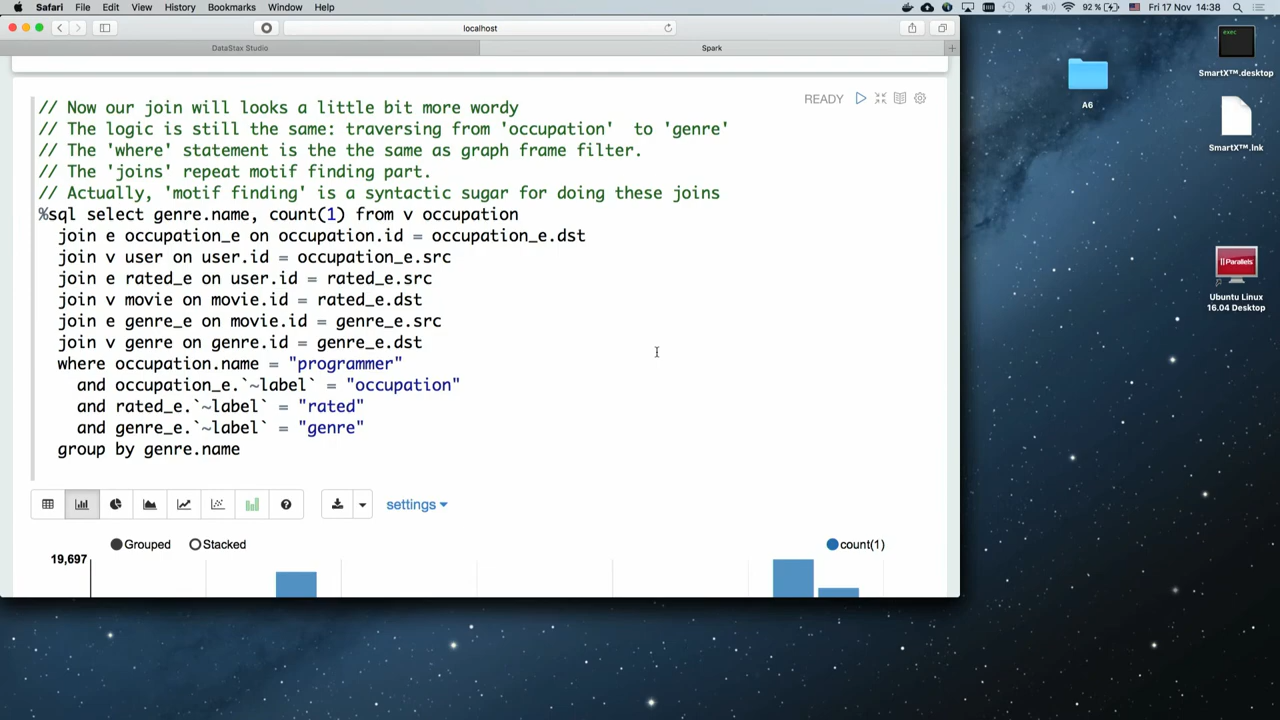 Safari File Edit View History Bookmarks Window Help 92 % Fri 17 Nov 14:38
localhost
DataStax Studio Spark
exec
SmartX™.desktop
A6
SmartX™.lnk
|| Parallels
Ubuntu Linux
16.04 Desktop
READY
// Now our join will looks a little bit more wordy
// The logic is still the same: traversing from 'occupation'  to 'genre'
// The 'where' statement is the the same as graph frame filter.
// The 'joins' repeat motif finding part.
// Actually, 'motif finding' is a syntactic sugar for doing these joins
%sql select genre.name, count(1) from v occupation
join e occupation_e on occupation.id = occupation_e.dst
join v user on user.id = occupation_e.src
join e rated_e on user.id = rated_e.src
join v movie on movie.id = rated_e.dst
join e genre_e on movie.id = genre_e.src
join v genre on genre.id = genre_e.dst
where occupation.name = "programmer"
and occupation_e.`~label` = "occupation"
and rated_e.`~label` = "rated"
and genre_e.`~label` = "genre"
group by genre.name
settings
Grouped Stacked count(1)
19,697